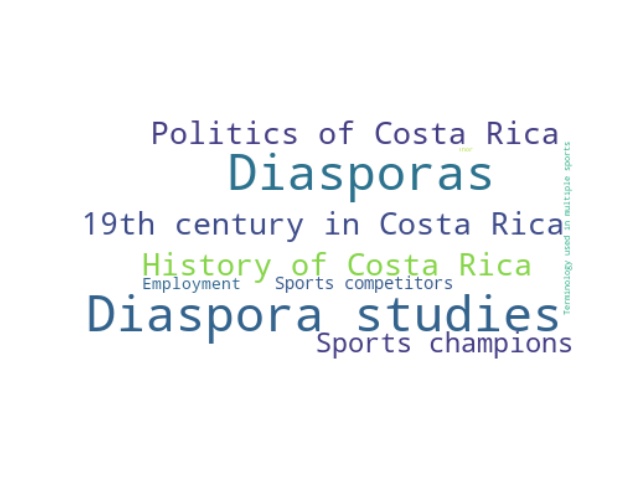 Politics of Costa Rica
Diasporas
19th century in Costa Rica
History of Costa Rica
Employment
Sports competitors
Diaspora studies
Sports champions
Terminology used in multiple sports